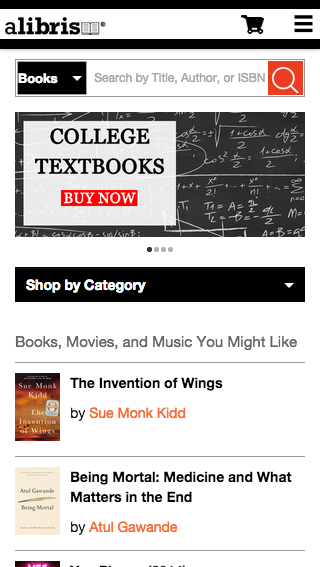 alibris®
Books
Search by Title, Author, or ISBN
COLLEGE
TEXTBOOKS
BUY NOW
Shop by Category
Books, Movies, and Music You Might Like
Sue Monk
Kidd
The
Invention of
Wings
The Invention of Wings
by Sue Monk Kidd
Atul Gawande
Being Mortal
Being Mortal: Medicine and What
Matters in the End
by Atul Gawande
YES